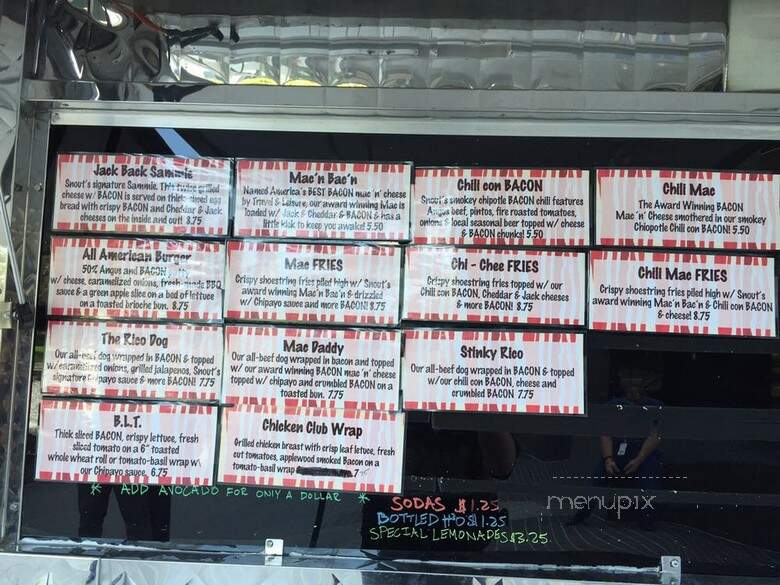 Jack Back Sammie
Snout's signature Sammie. This twice grilled
cheese w/ BACON is served on thick sliced egg
bread with crispy BACON and Cheddar & Jack
cheeses on the inside and out! 8.75
Mac'n Bac'n
Named America's BEST BACON mac 'n' cheese
by Travel & Leisure, our award winning Mac is
loaded w/ Jack & Cheddar & BACON & has a
little kick to keep you awake! 5.50
Chili con BACON
Snout's smokey chipotle BACON chili features
Angus beef, pintos, fire roasted tomatoes,
onions & local seasonal beer topped w/ cheese
& BACON chunks! 5.50
Chili Mac
The Award Winning BACON
Mac 'n' Cheese smothered in our smokey
Chiopotle Chili con BACON! 5.50
All American Burger
50% Angus and BACON patty
w/ cheese, caramelized onions, fresh-made BBQ
sauce & a green apple slice on a bed of lettuce
on a toasted brioche bun. 8.75
Mac FRIES
Crispy shoestring fries piled high w/ Snout's
award winning Mac'n Bac'n & drizzled
w/ Chipayo sauce and more BACON! 8.75
Chi - Chee FRIES
Crispy shoestring fries topped w/ our
Chili con BACON, Cheddar & Jack cheeses
& more BACON! 8.75
Chili Mac FRIES
Crispy shoestring fries piled high w/ Snout's
award winning Mac'n Bac'n & Chili con BACON
& cheese! 8.75
The Rico Dog
Our all-beef dog wrapped in BACON & topped
w/ caramelized onions, grilled jalapenos, Snout's
signature Chipayo sauce & more BACON! 7.75
Mac Daddy
Our all-beef dog wrapped in bacon and topped
w/ our award winning BACON mac 'n' cheese
topped w/ chipayo and crumbled BACON on a
toasted bun. 7.75
Stinky Rico
Our all-beef dog wrapped in BACON & topped
w/our chili con BACON, cheese and
crumbled BACON 7.75
B.L.T.
Thick sliced BACON, crispy lettuce, fresh
sliced tomato on a 6" toasted
whole wheat roll or tomato-basil wrap w\
our Chipayo sauce. 6.75
Chicken Club Wrap
Grilled chicken breast with crisp leaf letuce, fresh
cut tomatoes, applewood smoked Bacon on a
tomato-basil wrap
* ADD AVOCADO FOR ONLY A DOLLAR *
SODAS $1.25
BOTTLED H2O $1.25
SPECIAL LEMONADES $3.25
menupix